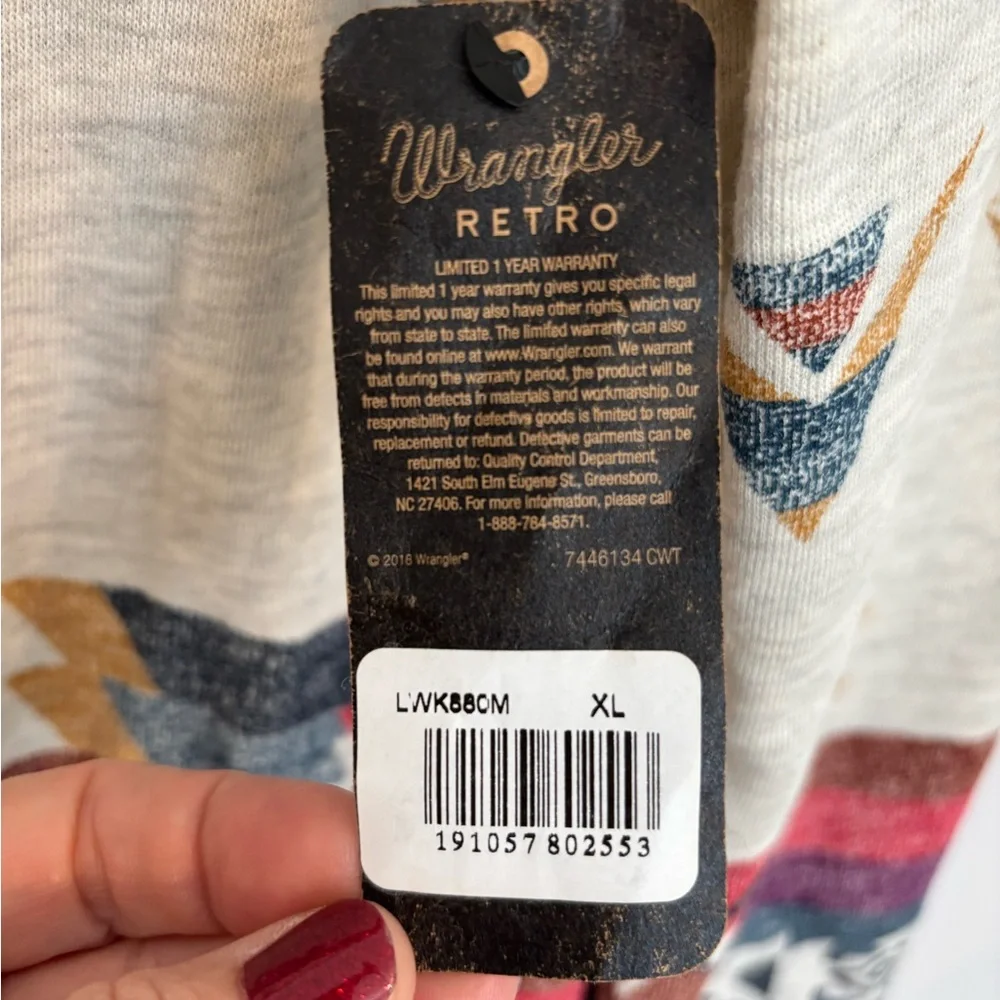 Wrangler
RETRO
LIMITED 1 YEAR WARRANTY
This limited 1 year warranty gives you specific legal
rights and you may also have other rights, which vary
from state to state. The limited warranty can also
be found online at www.Wrangler.com. We warrant
that during the warranty period, the product will be
free from defects in materials and workmanship. Our
responsibility for defective goods is limited to repair,
replacement or refund. Defective garments can be
returned to: Quality Control Department,
1421 South Elm Eugene St., Greensboro,
NC 27406. For more information, please call
1-888-784-8571.
© 2018 Wrangler® 7446134 CWT
LWK880M XL
191057 802553